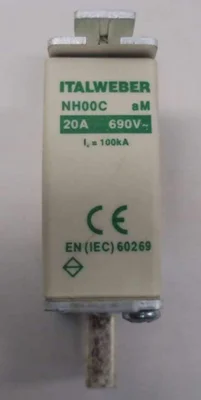 ITALWEBER
NH00C aM
20A 690V~
I₁ = 100kA
CE
EN (IEC) 60269